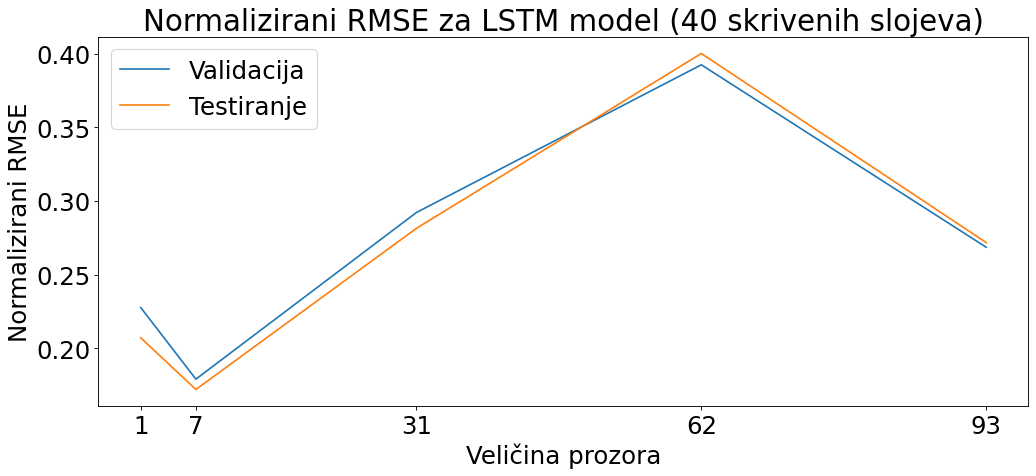 Normalizirani RMSE za LSTM model (40 skrivenih slojeva)
Validacija
Testiranje
Normalizirani RMSE
0.40
0.35
0.30
0.25
0.20
1 7 31 62 93
Veličina prozora